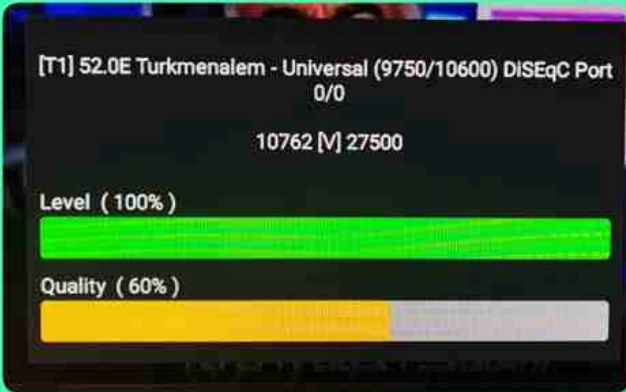 [T1] 52.0E Turkmenalem - Universal (9750/10600) DiSEqC Port
0/0
10762 [V] 27500
Level ( 100% )
Quality ( 60% )